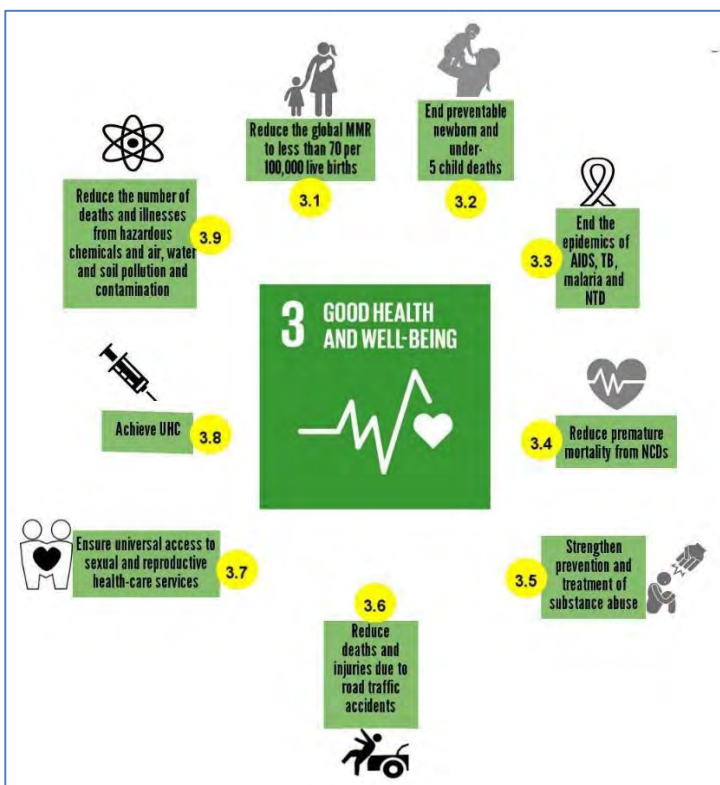 3 GOOD HEALTH
AND WELL-BEING
Reduce the global MMR
to less than 70 per
100,000 live births
3.1
End preventable
newborn and
under-
5 child deaths
3.2
End the
epidemics of
AIDS, TB,
malaria and
NTD
3.3
Reduce premature
mortality from NCDs
3.4
Strengthen
prevention and
treatment of
substance abuse
3.5
3.6
Reduce
deaths and
injuries due to
road traffic
accidents
Ensure universal access to
sexual and reproductive
health-care services
3.7
Achieve UHC
3.8
Reduce the number of
deaths and illnesses
from hazardous
chemicals and air, water
and soil pollution and
contamination
3.9